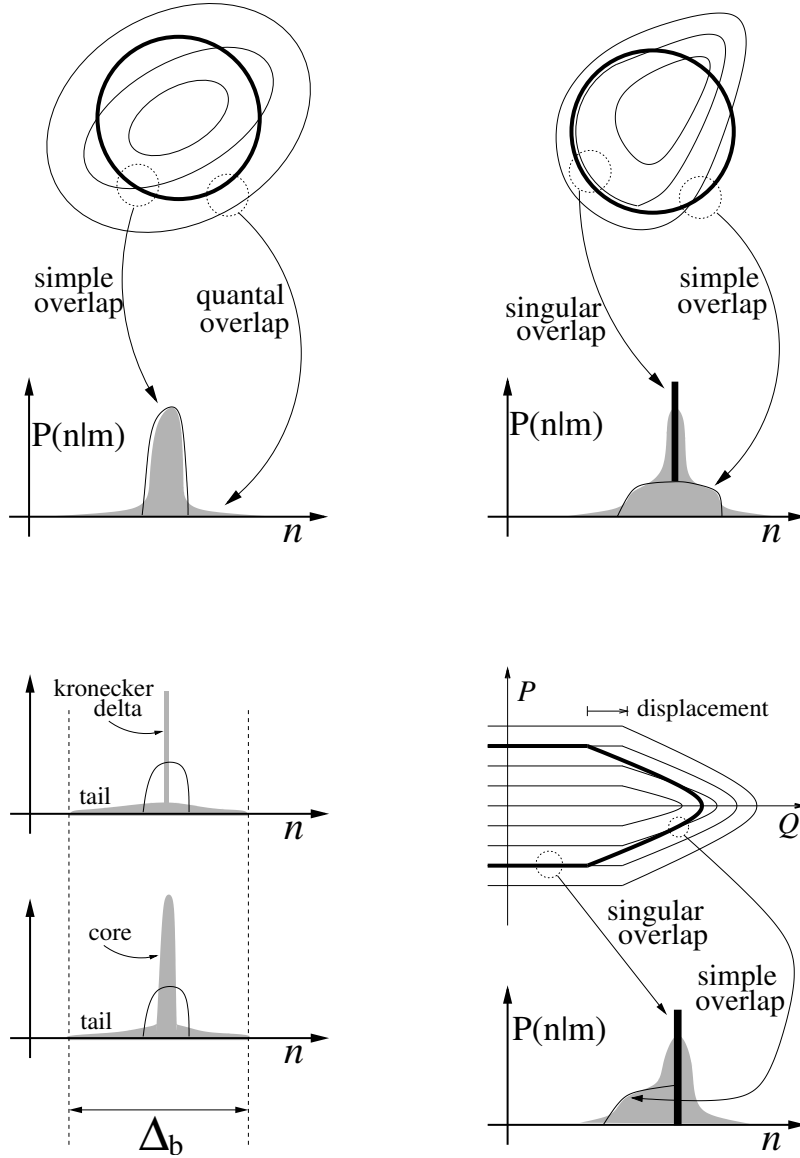 simple
overlap
quantal
overlap
P(n|m)
n
singular
overlap
simple
overlap
P(n|m)
n
kronecker
delta
tail
n
core
tail
n
Δb
P
displacement
Q
singular
overlap
simple
overlap
P(n|m)
n